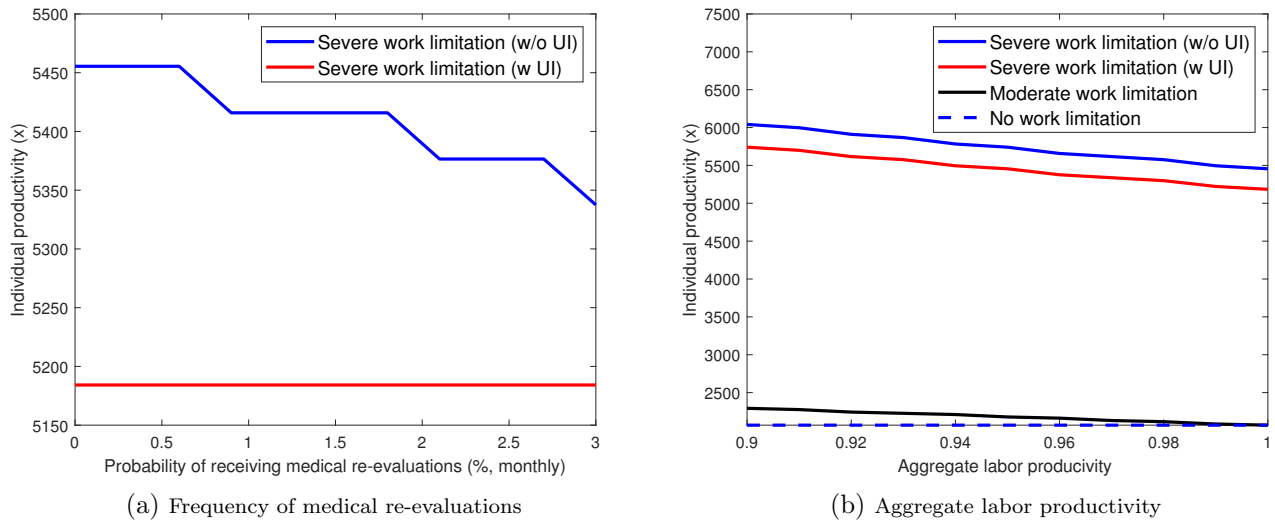 5500
5450
5400
5350
5300
5250
5200
5150
Individual productivity (x)
Severe work limitation (w/o UI)
Severe work limitation (w UI)
0
0.5
1
1.5
2
2.5
3
Probability of receiving medical re-evaluations (%, monthly)
(a) Frequency of medical re-evaluations
7500
7000
6500
6000
5500
5000
4500
4000
3500
3000
2500
Individual productivity (x)
Severe work limitation (w/o UI)
Severe work limitation (w UI)
Moderate work limitation
No work limitation
0.9
0.92
0.94
0.96
0.98
1
Aggregate labor producivity
(b) Aggregate labor productivity